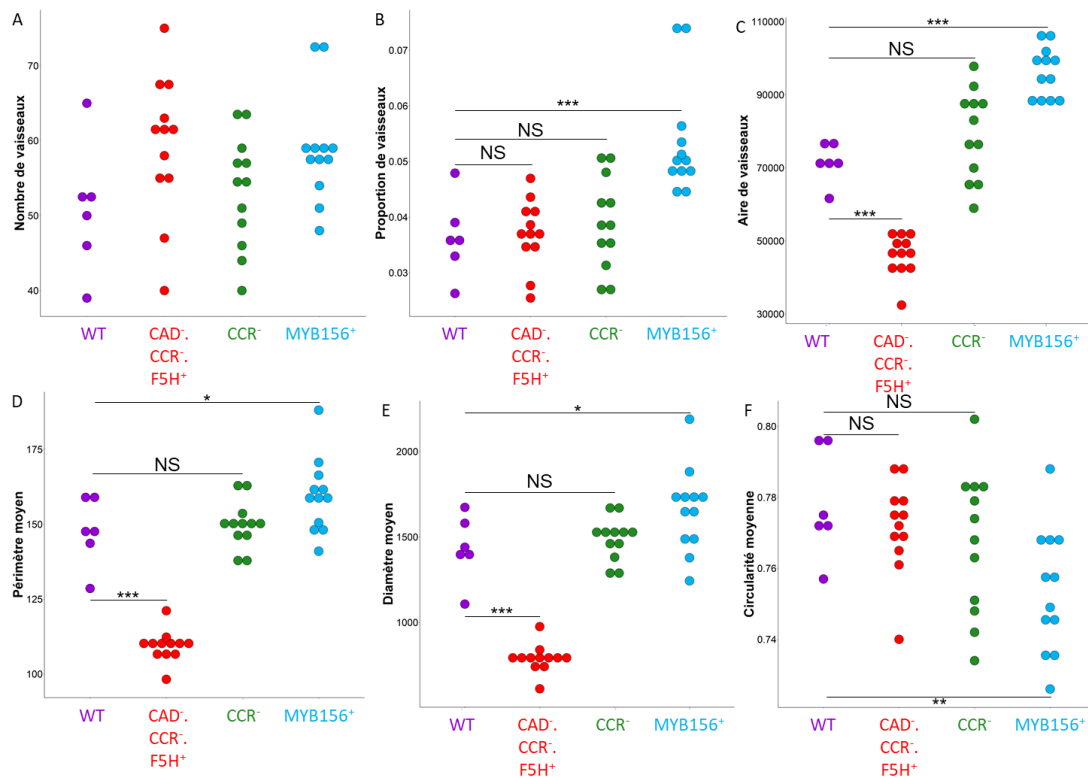 A
Nombre de vaisseaux
70
60
50
40
WT
CAD⁻.
CCR⁻.
F5H⁺
CCR⁻
MYB156⁺
B
Proportion de vaisseaux
0.07
0.06
0.05
0.04
0.03
***
NS
NS
WT
CAD⁻.
CCR⁻.
F5H⁺
CCR⁻
MYB156⁺
C
Aire de vaisseaux
110000
90000
70000
50000
30000
***
NS
***
WT
CAD⁻.
CCR⁻.
F5H⁺
CCR⁻
MYB156⁺
D
Périmètre moyen
175
150
125
100
*
NS
***
WT
CAD⁻.
CCR⁻.
F5H⁺
CCR⁻
MYB156⁺
E
Diamètre moyen
2000
1500
1000
*
NS
***
WT
CAD⁻.
CCR⁻.
F5H⁺
CCR⁻
MYB156⁺
F
Circularité moyenne
0.80
0.78
0.76
0.74
NS
NS
**
WT
CAD⁻.
CCR⁻.
F5H⁺
CCR⁻
MYB156⁺